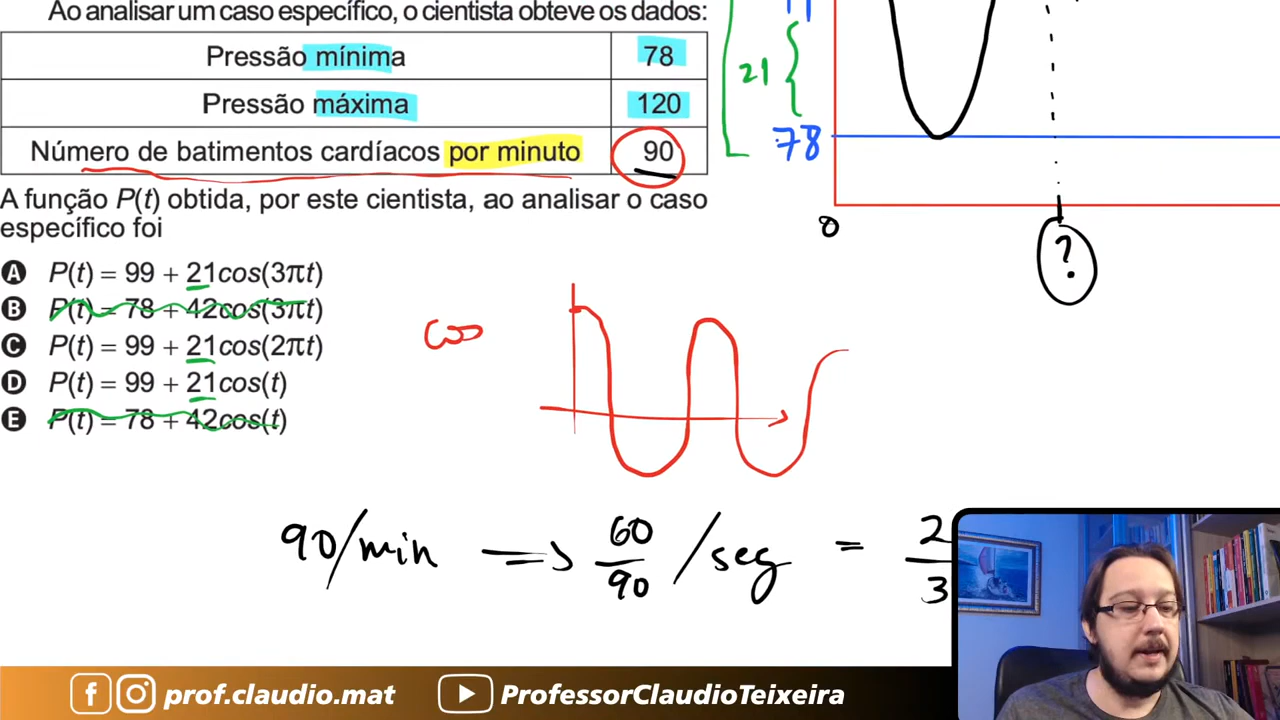 Ao analisar um caso específico, o cientista obteve os dados:
Pressão mínima 78
Pressão máxima 120
Número de batimentos cardíacos por minuto 90
A função P(t) obtida, por este cientista, ao analisar o caso
específico foi
A P(t) = 99 + 21cos(3πt)
B P(t) = 78 + 42cos(3πt)
C P(t) = 99 + 21cos(2πt)
D P(t) = 99 + 21cos(t)
E P(t) = 78 + 42cos(t)
21
78
0
?
cos
90/min ⇒ 60/90 /seg = 2/3
prof.claudio.mat ProfessorClaudioTeixeira